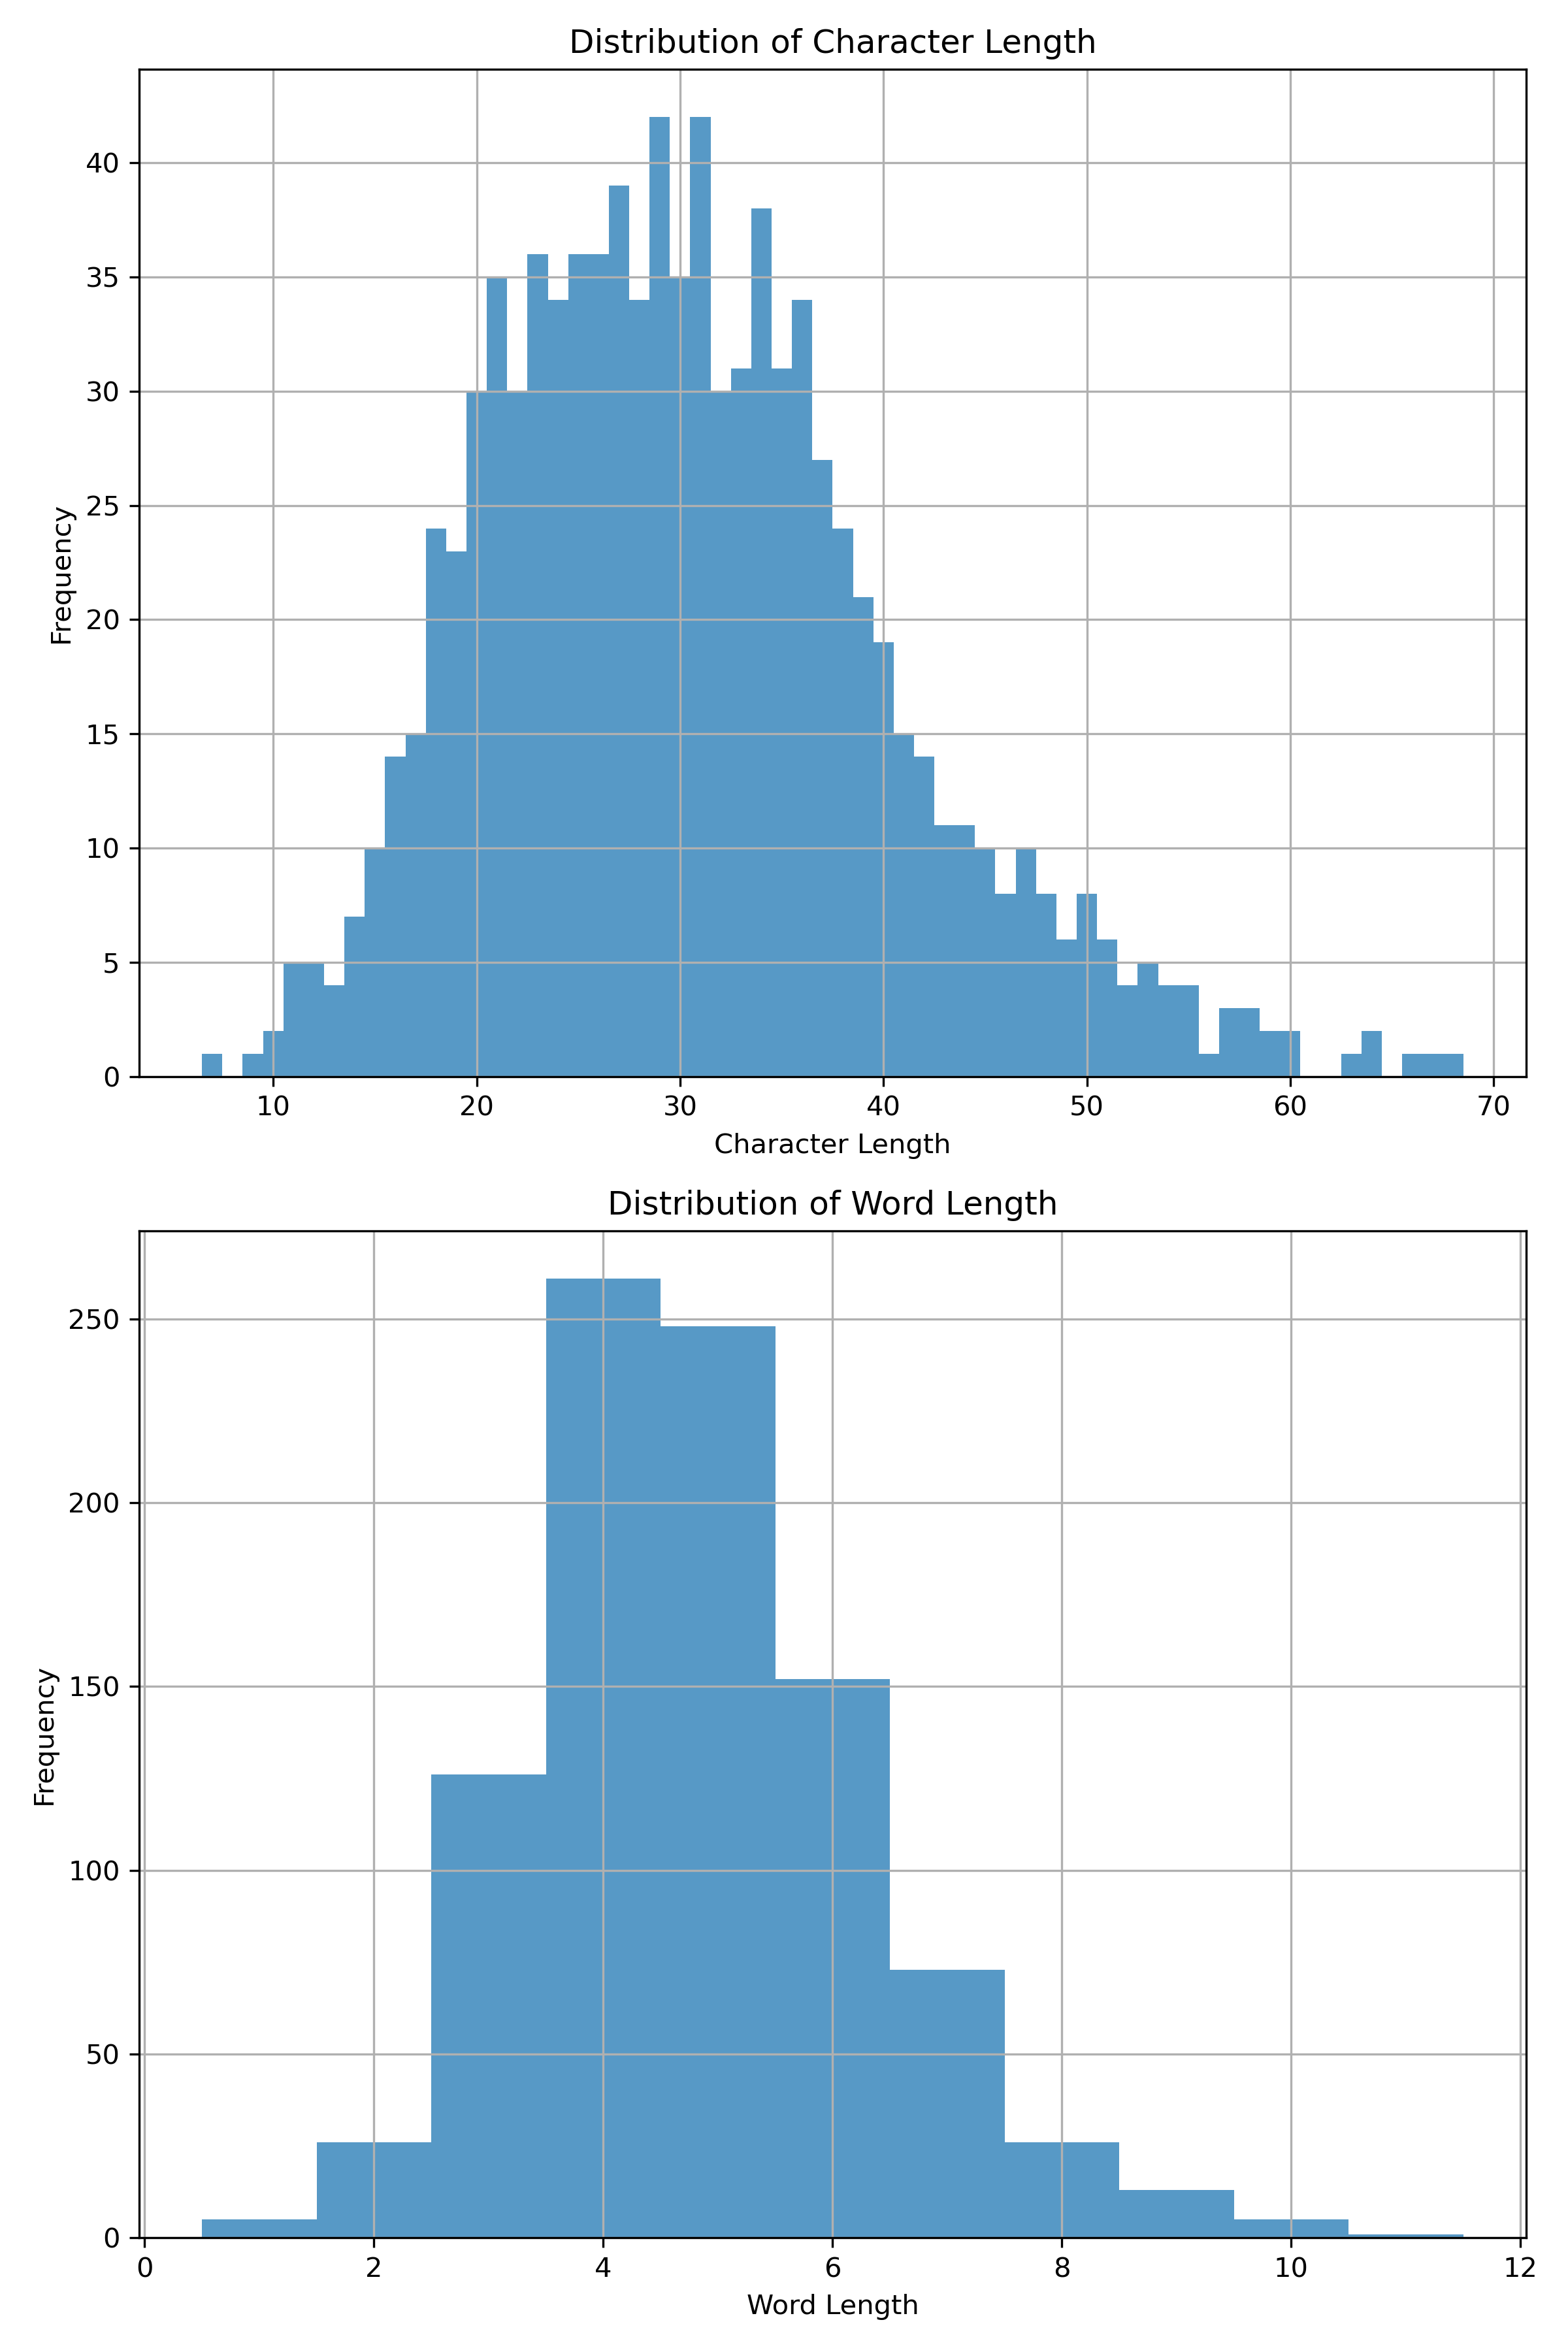 Distribution of Character Length
40
35
30
25
20
15
10
5
0
Frequency
10 20 30 40 50 60 70
Character Length
Distribution of Word Length
250
200
150
100
50
0
Frequency
0 2 4 6 8 10 12
Word Length